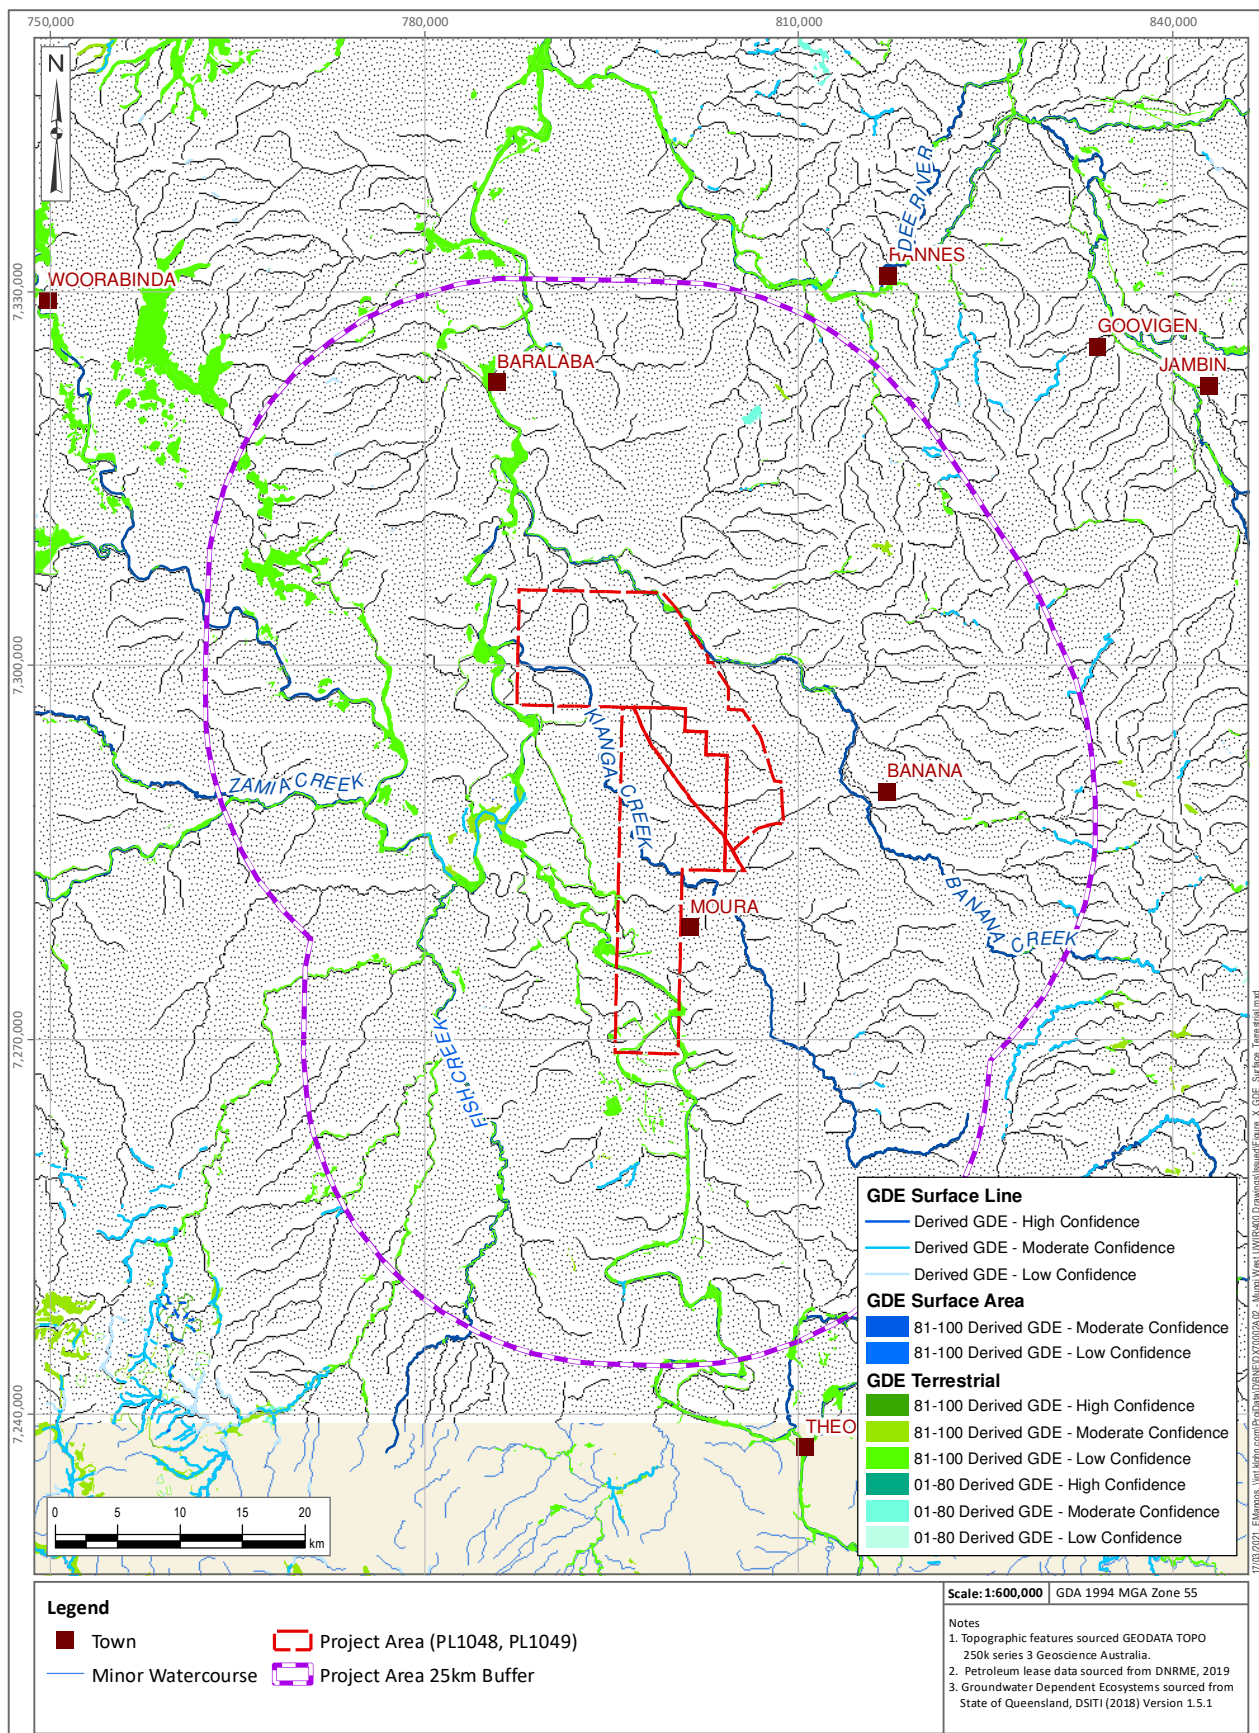 750,000
780,000
810,000
840,000
N
DEE RIVER
RANNES
7,330,000
WOORABINDA
GOOVIGEN
JAMBIN
BARALABA
7,300,000
KIANGA CREEK
ZAMIA CREEK
BANANA
BANANA CREEK
MOURA
7,270,000
FISH CREEK
7,240,000
THEO
GDE Surface Line
Derived GDE - High Confidence
Derived GDE - Moderate Confidence
Derived GDE - Low Confidence
GDE Surface Area
81-100 Derived GDE - Moderate Confidence
81-100 Derived GDE - Low Confidence
GDE Terrestrial
81-100 Derived GDE - High Confidence
81-100 Derived GDE - Moderate Confidence
81-100 Derived GDE - Low Confidence
01-80 Derived GDE - High Confidence
01-80 Derived GDE - Moderate Confidence
01-80 Derived GDE - Low Confidence
0 5 10 15 20
km
Legend
Town
Minor Watercourse
Project Area (PL1048, PL1049)
Project Area 25km Buffer
Scale: 1:600,000 GDA 1994 MGA Zone 55
Notes
1. Topographic features sourced GEODATA TOPO
250k series 3 Geoscience Australia.
2. Petroleum lease data sourced from DNRME, 2019
3. Groundwater Dependent Ecosystems sourced from
State of Queensland, DSITI (2018) Version 1.5.1